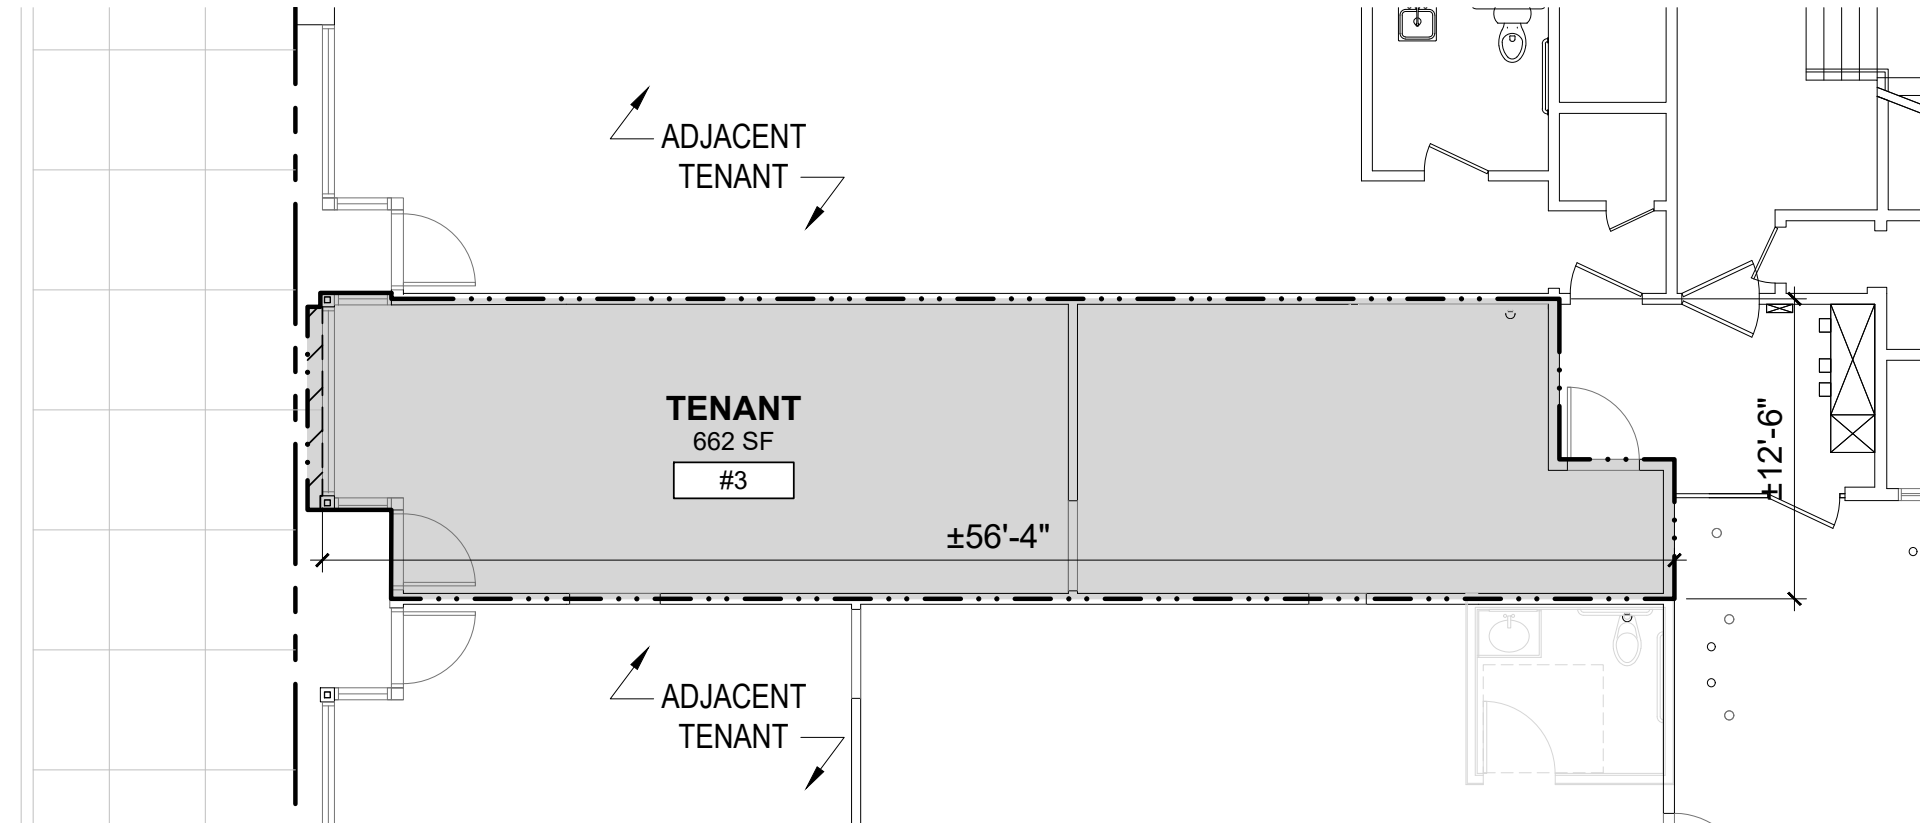 ADJACENT
TENANT
TENANT
662 SF
#3
±12'-6"
±56'-4"
ADJACENT
TENANT